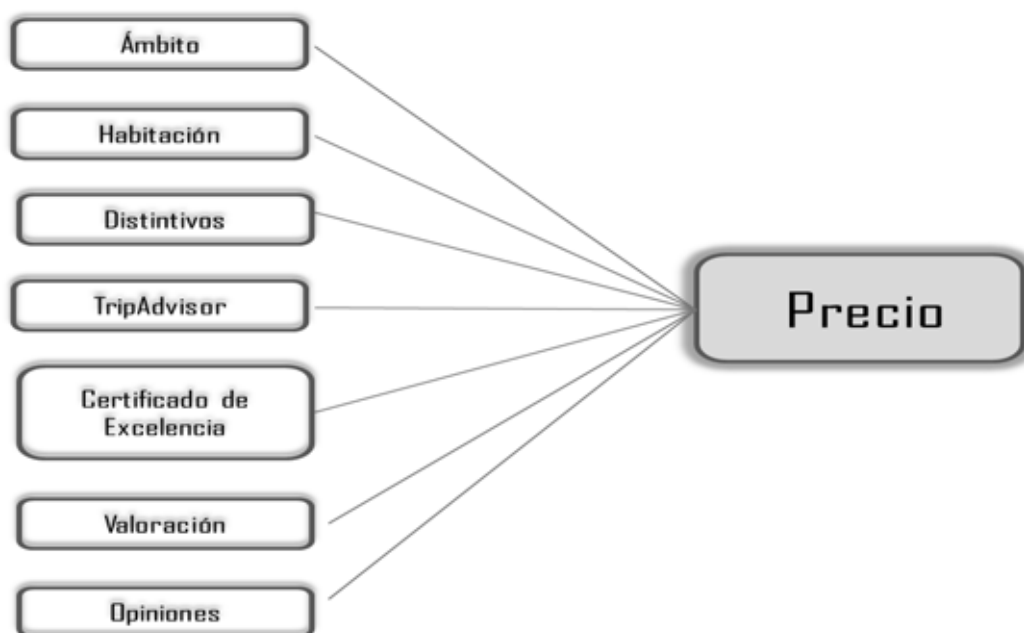 Ámbito
Habitación
Distintivos
TripAdvisor
Certificado de
Excelencia
Valoración
Opiniones
Precio